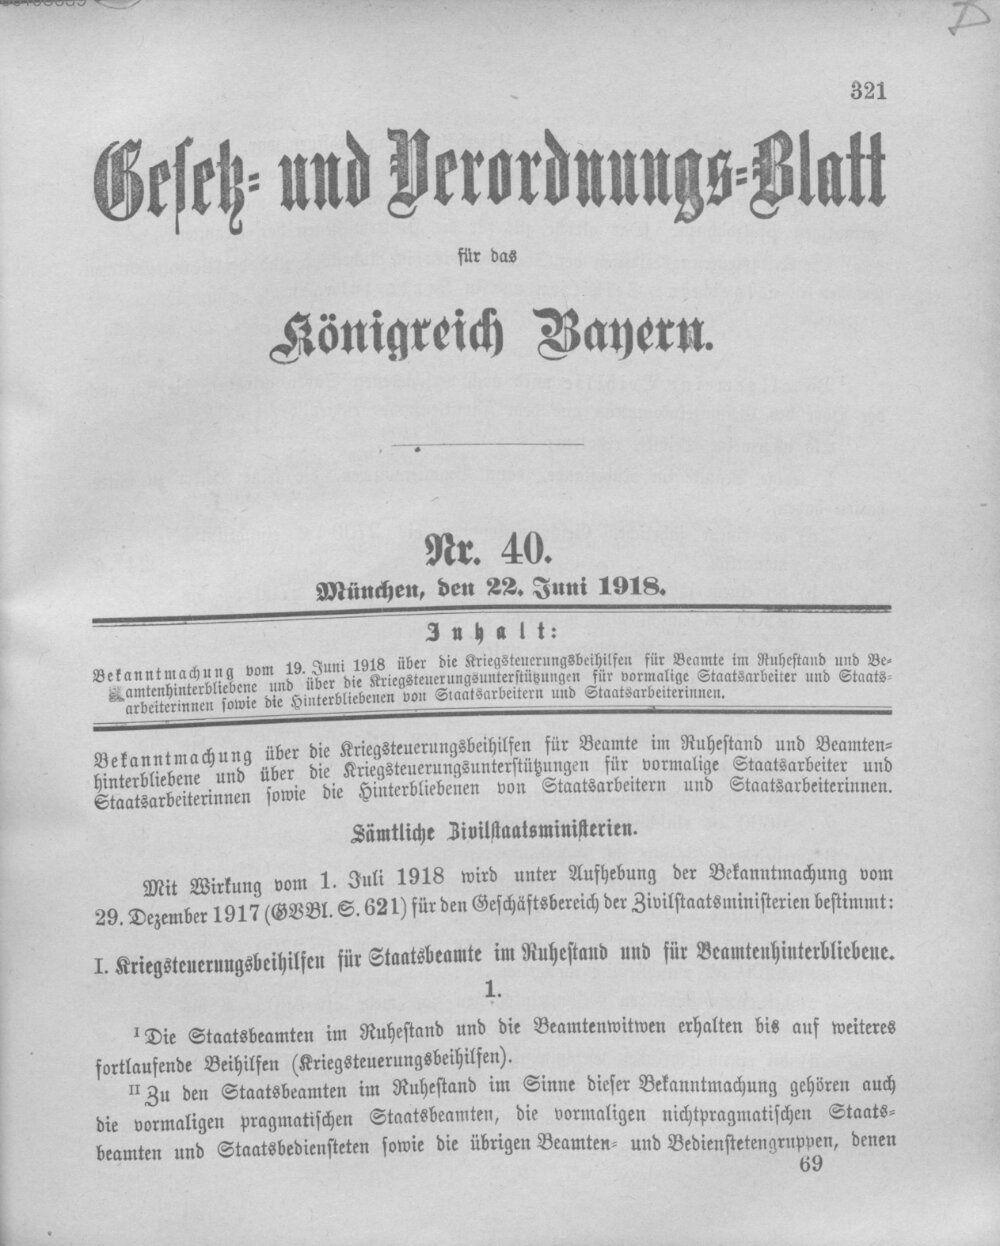 321
Gesetz- und Verordnungs-Blatt
für das
Königreich Bayern.
Nr. 40.
München, den 22. Juni 1918.
Inhalt:
Bekanntmachung vom 19. Juni 1918 über die Kriegsteuerungsbeihilfen für Beamte im Ruhestand und Be-
amtenhinterbliebene und über die Kriegsteuerungsunterstützungen für vormalige Staatsarbeiter und Staats-
arbeiterinnen sowie die Hinterbliebenen von Staatsarbeitern und Staatsarbeiterinnen.
Bekanntmachung über die Kriegsteuerungsbeihilfen für Beamte im Ruhestand und Beamten-
hinterbliebene und über die Kriegsteuerungsunterstützungen für vormalige Staatsarbeiter und
Staatsarbeiterinnen sowie die Hinterbliebenen von Staatsarbeitern und Staatsarbeiterinnen.
Sämtliche Zivilstaatsministerien.
Mit Wirkung vom 1. Juli 1918 wird unter Aufhebung der Bekanntmachung vom
29. Dezember 1917 (GVBl. S. 621) für den Geschäftsbereich der Zivilstaatsministerien bestimmt:
I. Kriegsteuerungsbeihilfen für Staatsbeamte im Ruhestand und für Beamtenhinterbliebene.
1.
I Die Staatsbeamten im Ruhestand und die Beamtenwitwen erhalten bis auf weiteres
fortlaufende Beihilfen (Kriegsteuerungsbeihilfen).
II Zu den Staatsbeamten im Ruhestand im Sinne dieser Bekanntmachung gehören auch
die vormaligen pragmatischen Staatsbeamten, die vormaligen nichtpragmatischen Staats-
beamten und Staatsbediensteten sowie die übrigen Beamten- und Bedienstetengruppen, denen
69